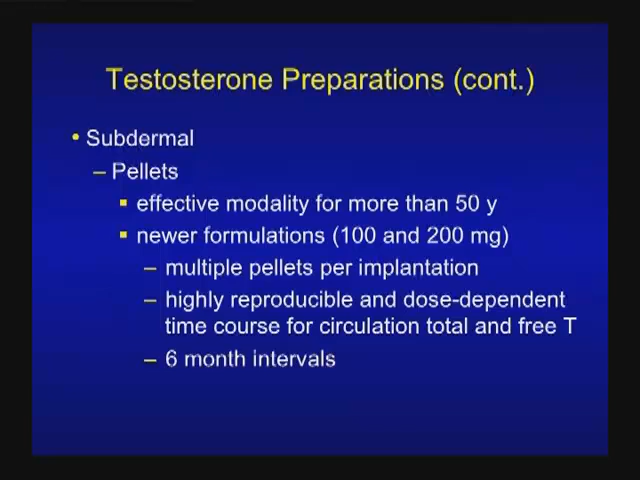 Testosterone Preparations (cont.)
• Subdermal
– Pellets
▪ effective modality for more than 50 y
▪ newer formulations (100 and 200 mg)
– multiple pellets per implantation
– highly reproducible and dose-dependent
time course for circulation total and free T
– 6 month intervals